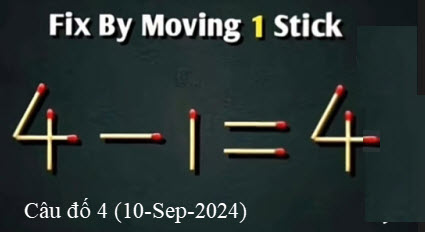 Fix By Moving 1 Stick
4 - 1 = 4
Câu đố 4 (10-Sep-2024)